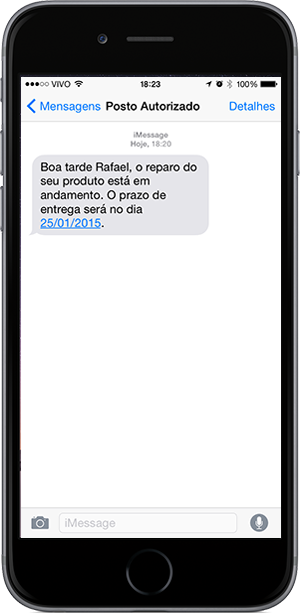 VIVO 18:23 100%
Mensagens Posto Autorizado Detalhes
iMessage
Hoje, 18:20
Boa tarde Rafael, o reparo do
seu produto está em
andamento. O prazo de
entrega será no dia
25/01/2015.
iMessage